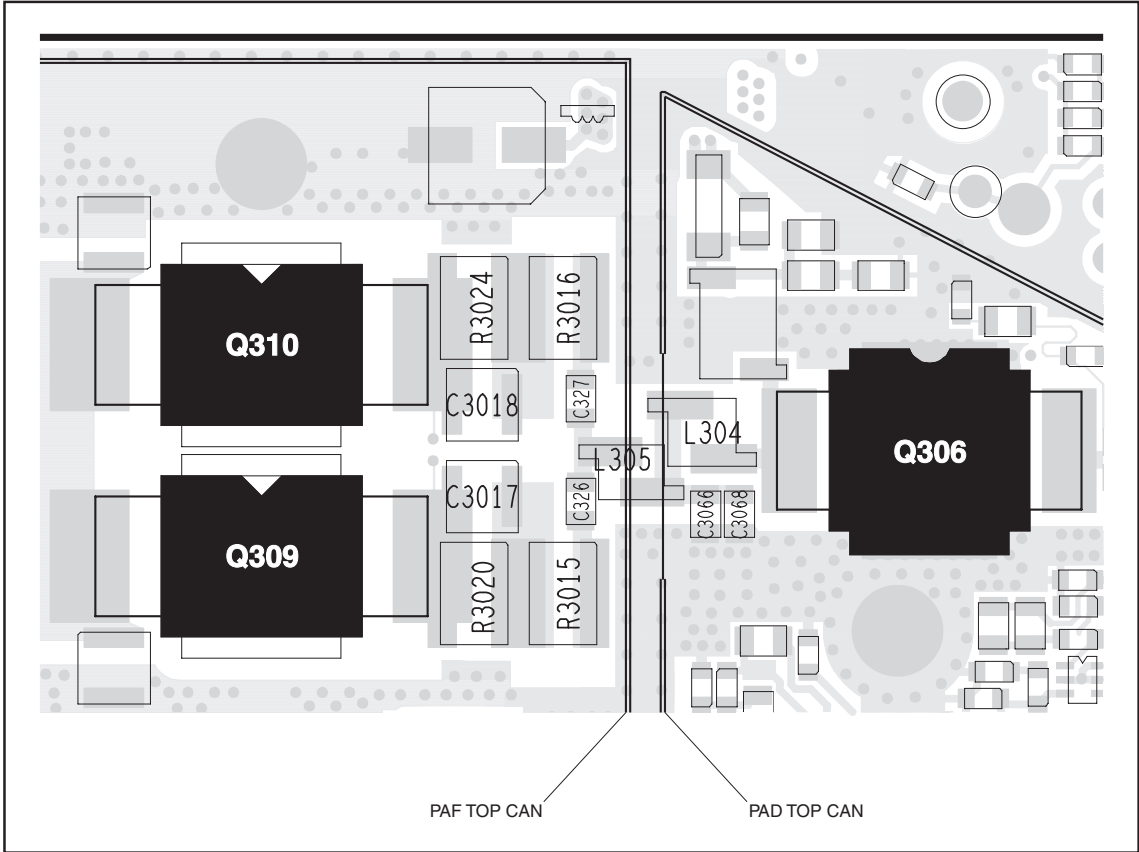 R3024
R3016
Q310
C3018
C327
L304
L305
Q306
C3017
C326
C3066
C3068
Q309
R3020
R3015
PAF TOP CAN
PAD TOP CAN